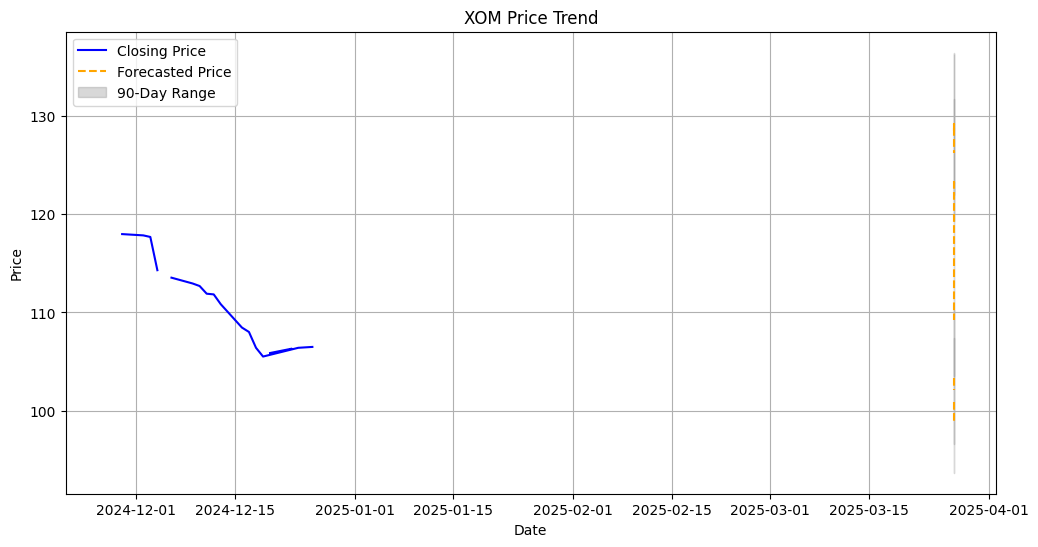 XOM Price Trend
Closing Price
Forecasted Price
90-Day Range
130
120
110
100
Price
2024-12-01 2024-12-15 2025-01-01 2025-01-15 2025-02-01 2025-02-15 2025-03-01 2025-03-15 2025-04-01
Date